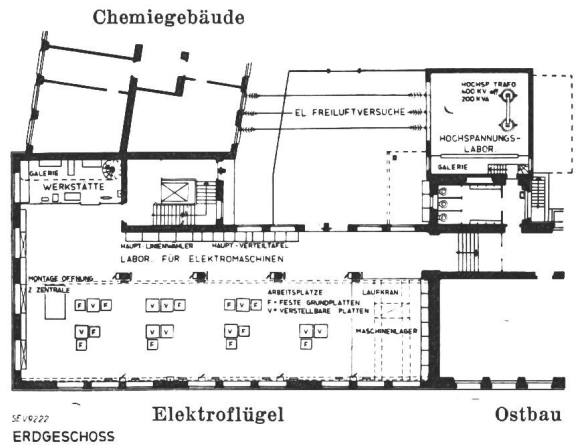 Chemiegebäude
HOCHSP TRAFO
400 KV eff
200 KVA
EL FREILUFTVERSUCHE
HOCHSPANNUNGS-
LABOR.
GALERIE
GALERIE
WERKSTÄTTE
HAUPT-LINIENWÄHLER HAUPT-VERTEILTAFEL
LABOR. FÜR ELEKTROMASCHINEN
MONTAGE ÖFFNUNG
Z ZENTRALE
ARBEITSPLÄTZE
F = FESTE GRUNDPLATTEN
V = VERSTELLBARE PLATTEN
LAUFKRAN
MASCHINENLAGER
F V F
V V F
F V F
V V F
V F
F
V V
F
V
F
V V
F
SEV9222
Elektroflügel
Ostbau
ERDGESCHOSS